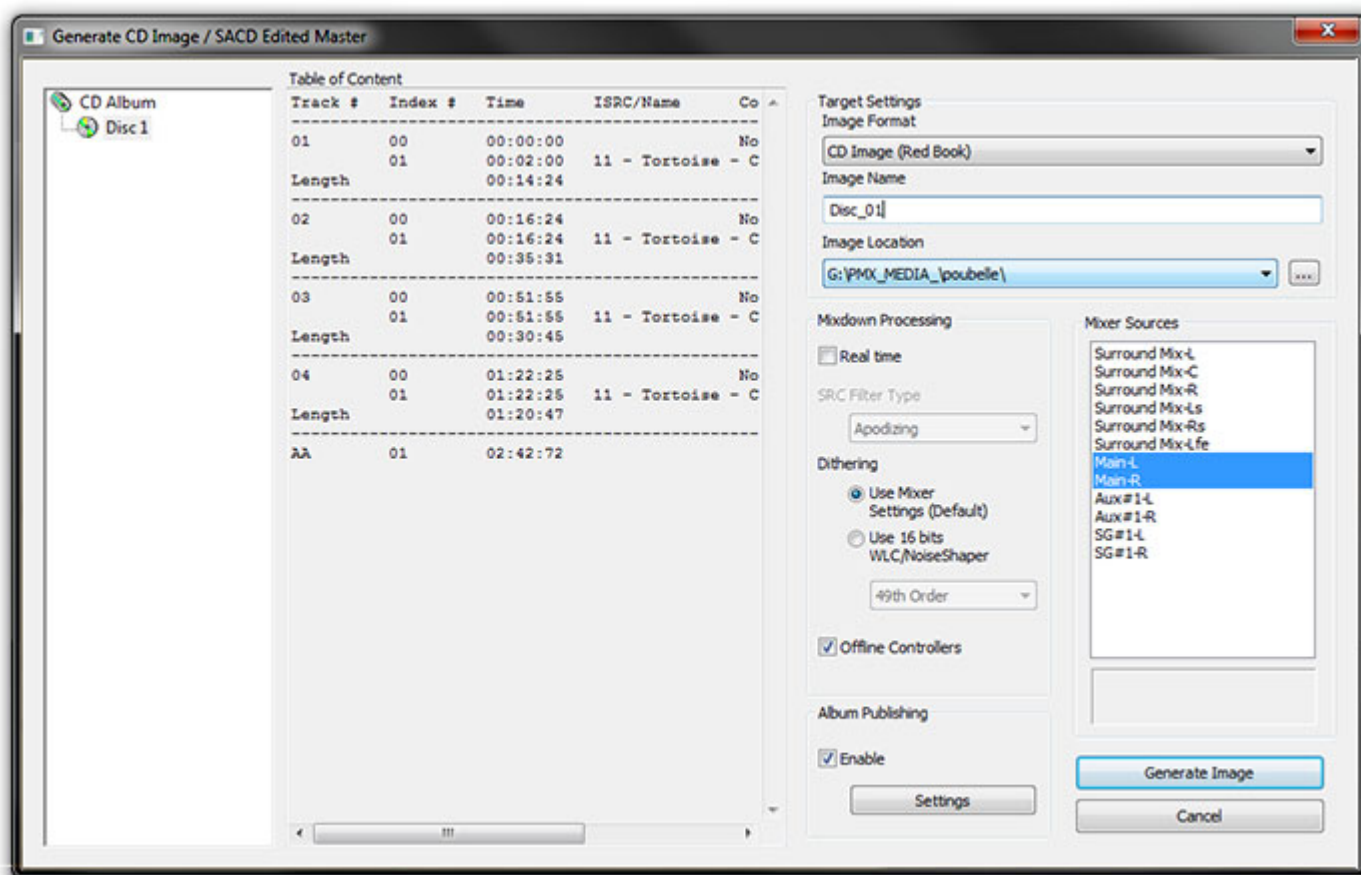 Generate CD Image / SACD Edited Master
CD Album
Disc 1
Table of Content
Track # Index # Time ISRC/Name Co
--------------------------------------------------
01 00 00:00:00 No
01 00:02:00 11 - Tortoise - C
Length 00:14:24
--------------------------------------------------
02 00 00:16:24 No
01 00:16:24 11 - Tortoise - C
Length 00:35:31
--------------------------------------------------
03 00 00:51:55 No
01 00:51:55 11 - Tortoise - C
Length 00:30:45
--------------------------------------------------
04 00 01:22:25 No
01 01:22:25 11 - Tortoise - C
Length 01:20:47
--------------------------------------------------
AA 01 02:42:72
Target Settings
Image Format
CD Image (Red Book)
Image Name
Disc_01
Image Location
G:\PMX_MEDIA_\poubelle\
...
Mixdown Processing
Real time
SRC Filter Type
Apodizing
Dithering
Use Mixer
Settings (Default)
Use 16 bits
WLC/NoiseShaper
49th Order
Offline Controllers
Album Publishing
Enable
Settings
Mixer Sources
Surround Mix-L
Surround Mix-C
Surround Mix-R
Surround Mix-Ls
Surround Mix-Rs
Surround Mix-Lfe
Main-L
Main-R
Aux#1-L
Aux#1-R
SG#1-L
SG#1-R
Generate Image
Cancel